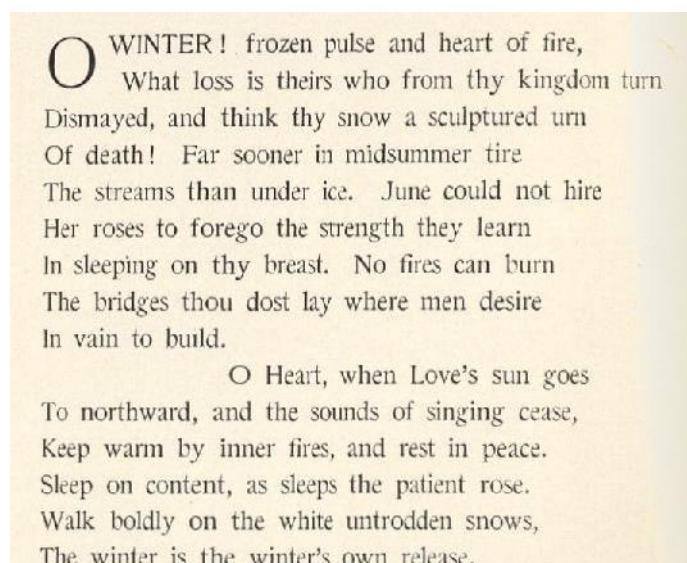 O WINTER! frozen pulse and heart of fire,
What loss is theirs who from thy kingdom turn
Dismayed, and think thy snow a sculptured urn
Of death! Far sooner in midsummer tire
The streams than under ice. June could not hire
Her roses to forego the strength they learn
In sleeping on thy breast. No fires can burn
The bridges thou dost lay where men desire
In vain to build.
O Heart, when Love's sun goes
To northward, and the sounds of singing cease,
Keep warm by inner fires, and rest in peace.
Sleep on content, as sleeps the patient rose.
Walk boldly on the white untrodden snows,
The winter is the winter's own release.